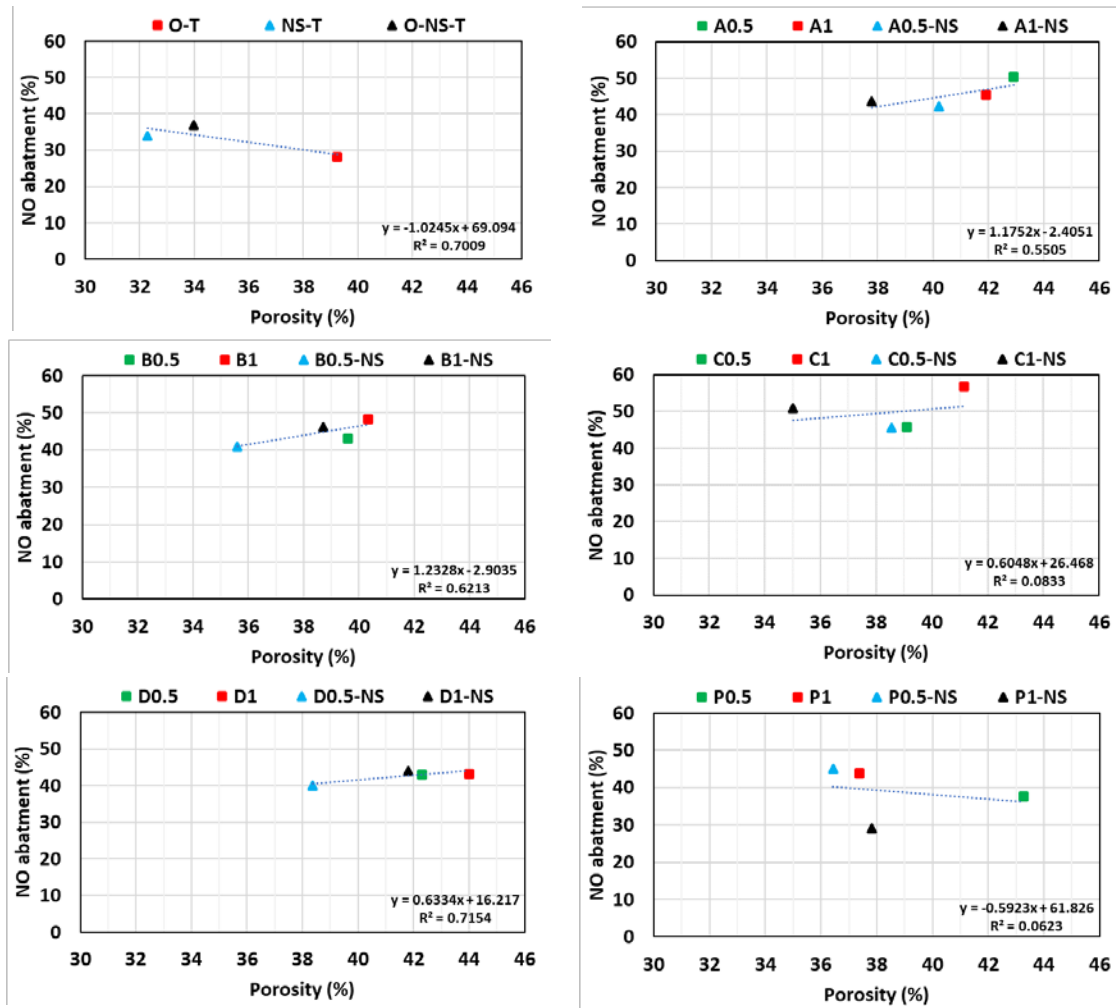 O-T NS-T O-NS-T
60
50
40
30
20
10
0
NO abatment (%)
y = -1.0245x + 69.094
R² = 0.7009
30 32 34 36 38 40 42 44 46
Porosity (%)
A0.5 A1 A0.5-NS A1-NS
60
50
40
30
20
10
0
NO abatment (%)
y = 1.1752x - 2.4051
R² = 0.5505
30 32 34 36 38 40 42 44 46
Porosity (%)
B0.5 B1 B0.5-NS B1-NS
60
50
40
30
20
10
0
NO abatment (%)
y = 1.2328x - 2.9035
R² = 0.6213
30 32 34 36 38 40 42 44 46
Porosity (%)
C0.5 C1 C0.5-NS C1-NS
60
50
40
30
20
10
0
NO abatment (%)
y = 0.6048x + 26.468
R² = 0.0833
30 32 34 36 38 40 42 44 46
Porosity (%)
D0.5 D1 D0.5-NS D1-NS
60
50
40
30
20
10
0
NO abatment (%)
y = 0.6334x + 16.217
R² = 0.7154
30 32 34 36 38 40 42 44 46
Porosity (%)
P0.5 P1 P0.5-NS P1-NS
60
50
40
30
20
10
0
NO abatment (%)
y = -0.5923x + 61.826
R² = 0.0623
30 32 34 36 38 40 42 44 46
Porosity (%)